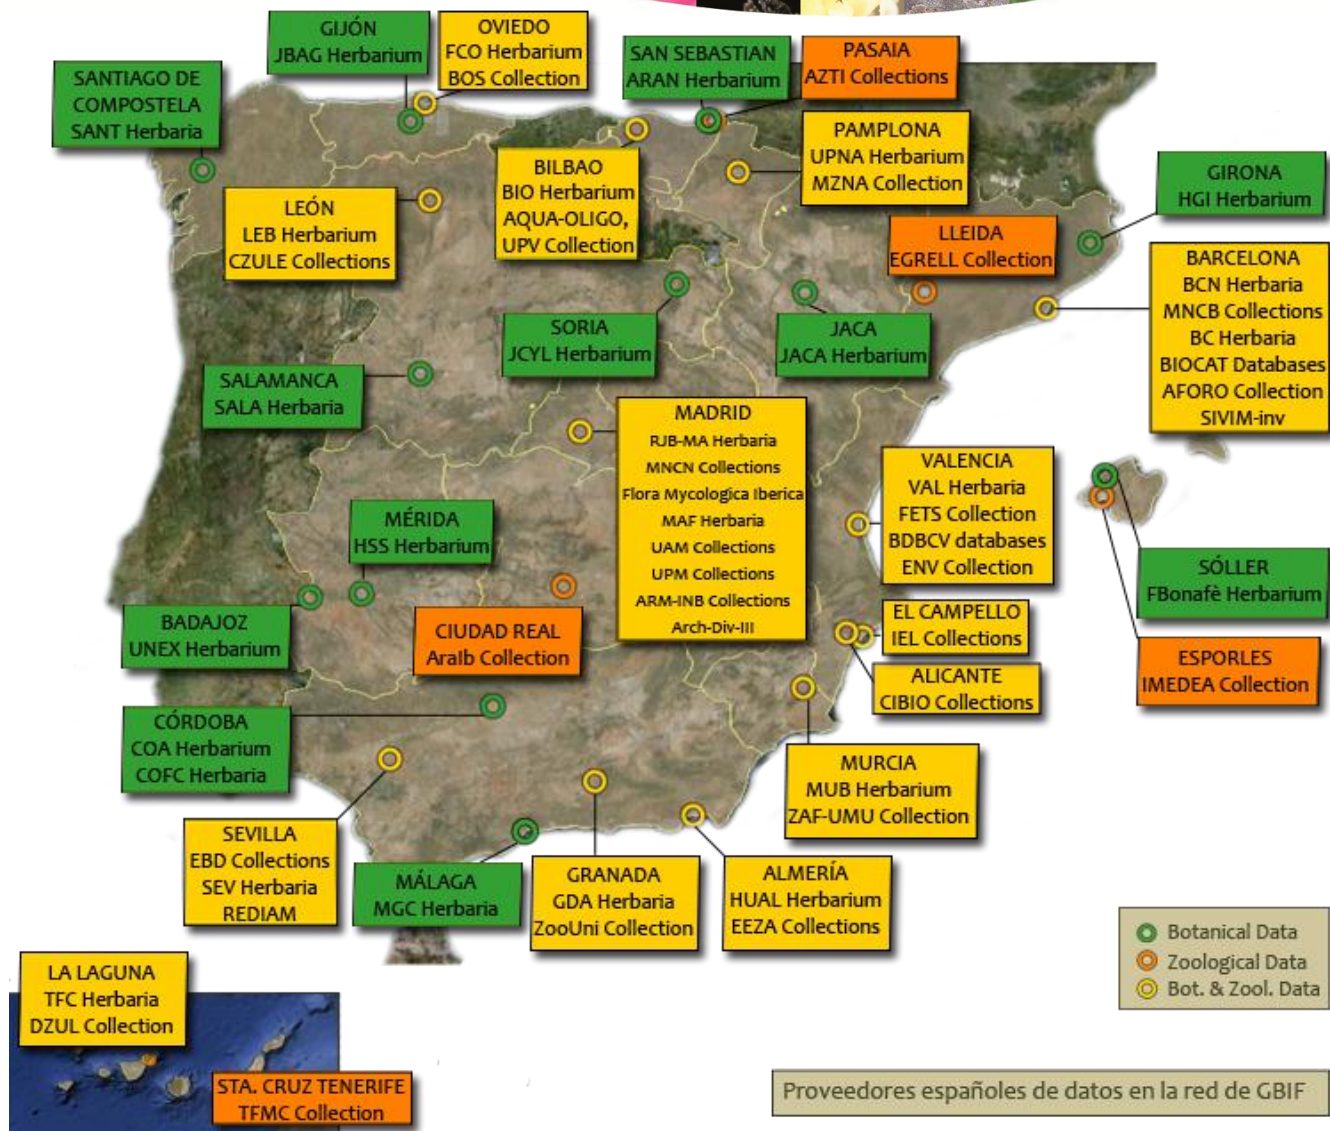 GIJÓN
JBAG Herbarium
OVIEDO
FCO Herbarium
BOS Collection
SAN SEBASTIAN
ARAN Herbarium
PASAIA
AZTI Collections
SANTIAGO DE
COMPOSTELA
SANT Herbaria
PAMPLONA
UPNA Herbarium
MZNA Collection
BILBAO
BIO Herbarium
AQUA-OLIGO,
UPV Collection
GIRONA
HGI Herbarium
LEÓN
LEB Herbarium
CZULE Collections
LLEIDA
EGRELL Collection
BARCELONA
BCN Herbaria
MNCB Collections
BC Herbaria
BIOCAT Databases
AFORO Collection
SIVIM-inv
SORIA
JCYL Herbarium
JACA
JACA Herbarium
SALAMANCA
SALA Herbaria
MADRID
RJB-MA Herbaria
MNCN Collections
Flora Mycologica Iberica
MAF Herbaria
UAM Collections
UPM Collections
ARM-INB Collections
Arch-Div-III
VALENCIA
VAL Herbaria
FETS Collection
BDBCV databases
ENV Collection
MÉRIDA
HSS Herbarium
SÓLLER
FBonafè Herbarium
BADAJOZ
UNEX Herbarium
CIUDAD REAL
AraIb Collection
EL CAMPELLO
IEL Collections
ESPORLES
IMEDEA Collection
ALICANTE
CIBIO Collections
CÓRDOBA
COA Herbarium
COFC Herbaria
MURCIA
MUB Herbarium
ZAF-UMU Collection
SEVILLA
EBD Collections
SEV Herbaria
REDIAM
MÁLAGA
MGC Herbaria
GRANADA
GDA Herbaria
ZooUni Collection
ALMERÍA
HUAL Herbarium
EEZA Collections
Botanical Data
Zoological Data
Bot. & Zool. Data
LA LAGUNA
TFC Herbaria
DZUL Collection
STA. CRUZ TENERIFE
TFMC Collection
Proveedores españoles de datos en la red de GBIF